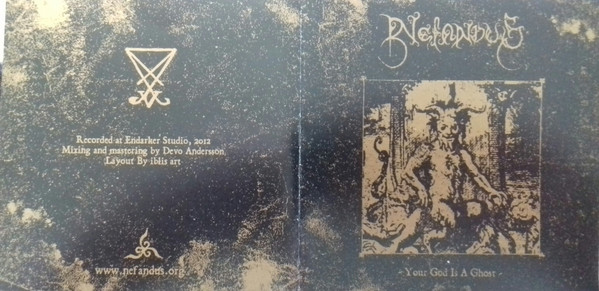 Recorded at Endarker Studio, 2012
Mixing and mastering by Devo Andersson.
Layout By iblis art
www.nefandus.org
Nefandus
- Your God Is A Ghost -